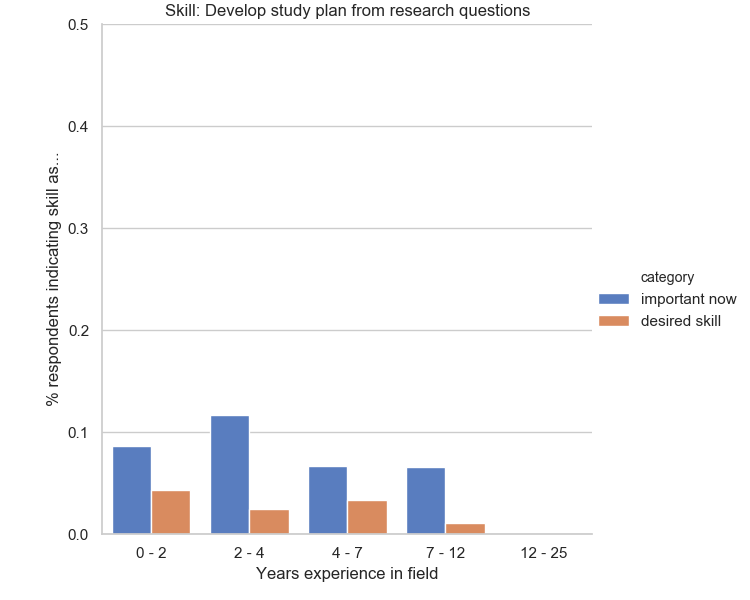 Skill: Develop study plan from research questions
0.5
0.4
0.3
0.2
0.1
0.0
% respondents indicating skill as...
0 - 2
2 - 4
4 - 7
7 - 12
12 - 25
Years experience in field
category
important now
desired skill